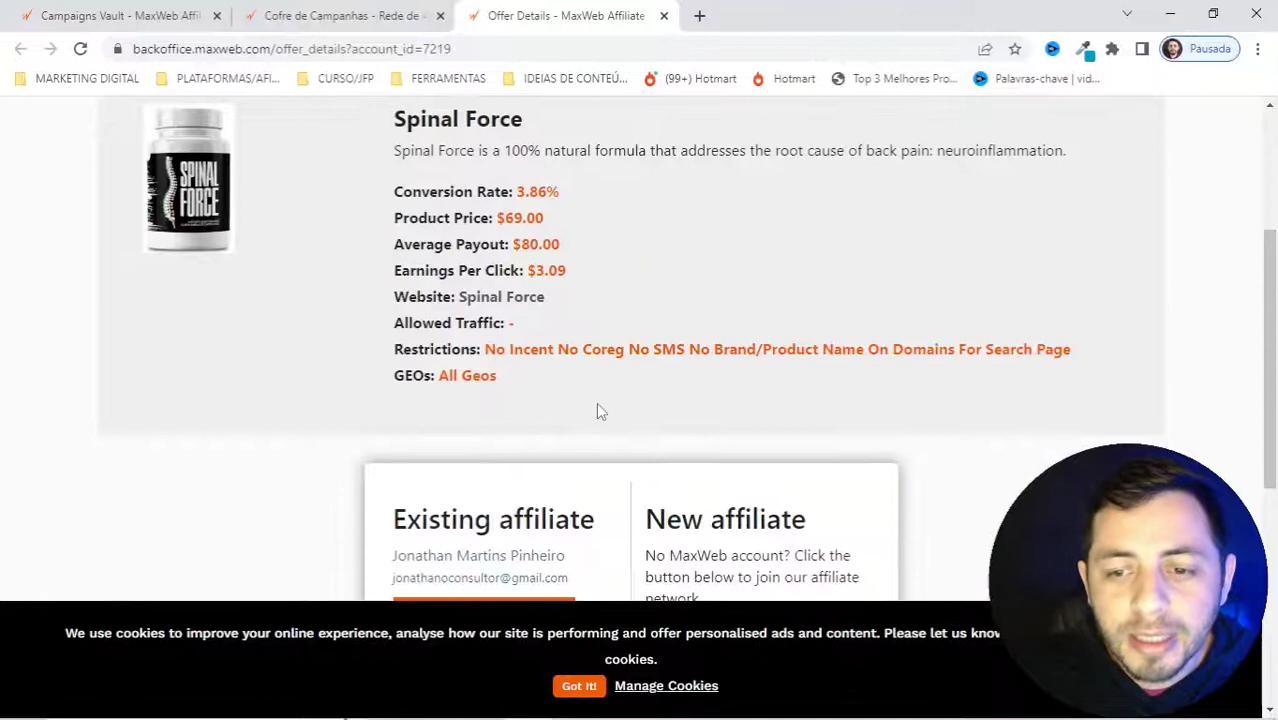 Campaigns Vault - MaxWeb Affil
Cofre de Campanhas - Rede de
Offer Details - MaxWeb Affiliate
backoffice.maxweb.com/offer_details?account_id=7219
Pausada
MARKETING DIGITAL
PLATAFORMAS/AFI...
CURSO/JFP
FERRAMENTAS
IDEIAS DE CONTEÚ...
(99+) Hotmart
Hotmart
Top 3 Melhores Pro...
Palavras-chave | vid...
SPINAL
FORCE
Spinal Force
Spinal Force is a 100% natural formula that addresses the root cause of back pain: neuroinflammation.
Conversion Rate: 3.86%
Product Price: $69.00
Average Payout: $80.00
Earnings Per Click: $3.09
Website: Spinal Force
Allowed Traffic: -
Restrictions: No Incent No Coreg No SMS No Brand/Product Name On Domains For Search Page
GEOs: All Geos
Existing affiliate
Jonathan Martins Pinheiro
jonathanoconsultor@gmail.com
New affiliate
No MaxWeb account? Click the
button below to join our affiliate
network
We use cookies to improve your online experience, analyse how our site is performing and offer personalised ads and content. Please let us know
cookies.
Got It!
Manage Cookies